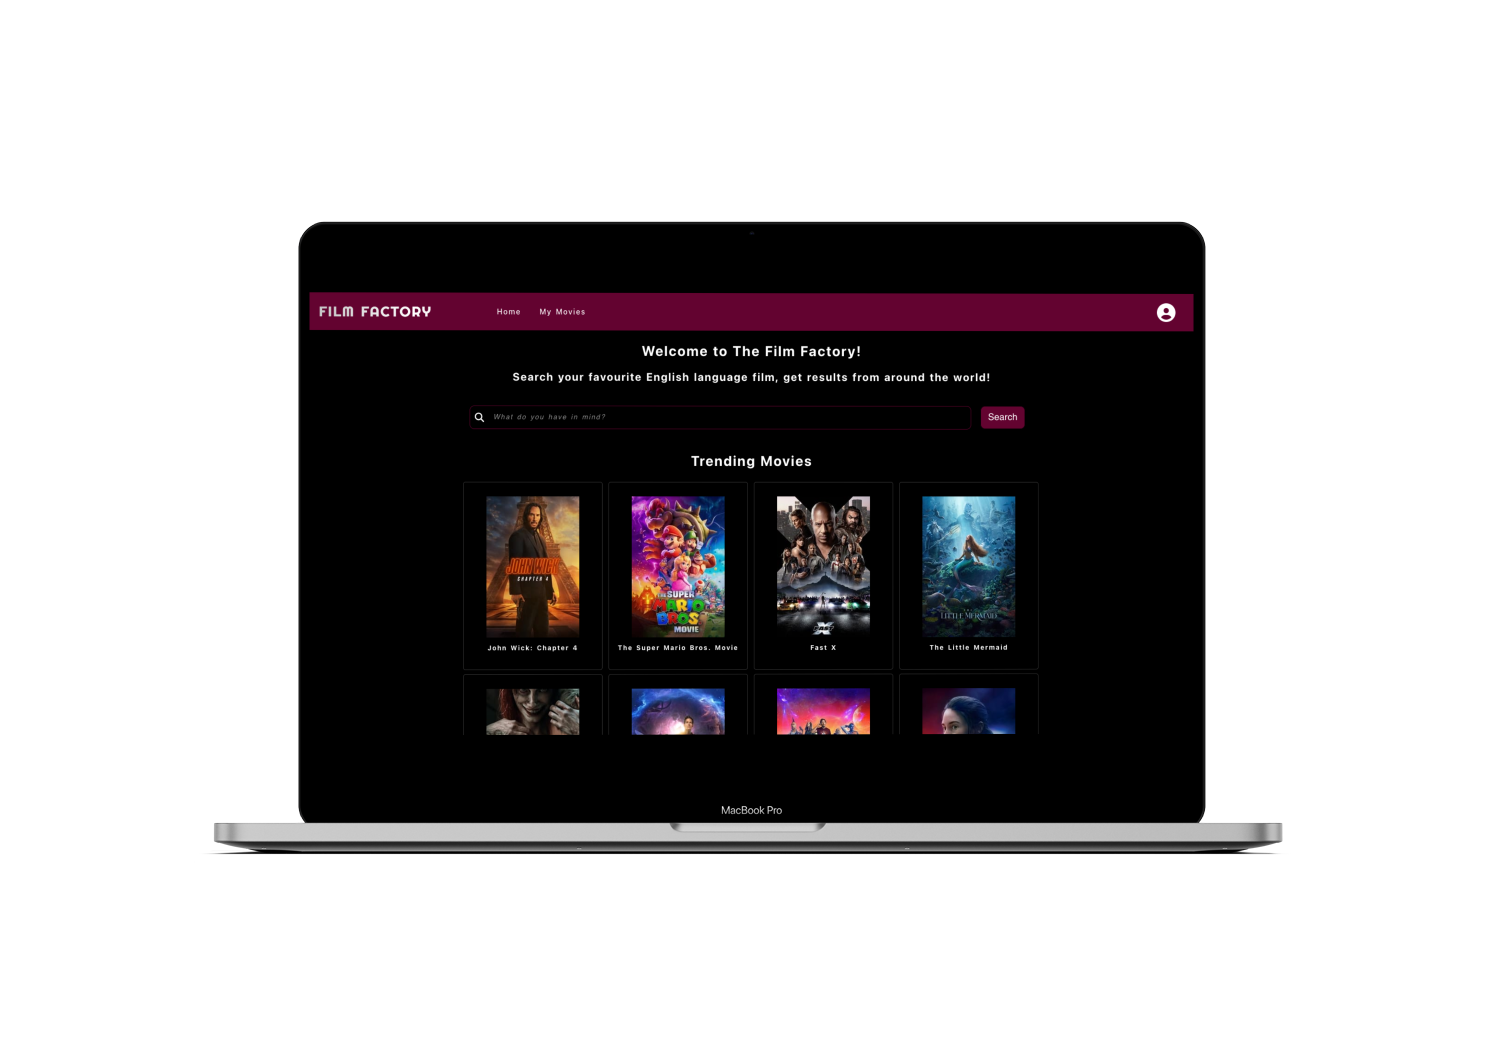 FILM FACTORY
Home My Movies
Welcome to The Film Factory!
Search your favourite English language film, get results from around the world!
What do you have in mind?
Search
Trending Movies
JOHN WICK
CHAPTER 4
THE SUPER
MARIO
BROS
MOVIE
FAST
X
THE
LITTLE MERMAID
John Wick: Chapter 4
The Super Mario Bros. Movie
Fast X
The Little Mermaid
MacBook Pro